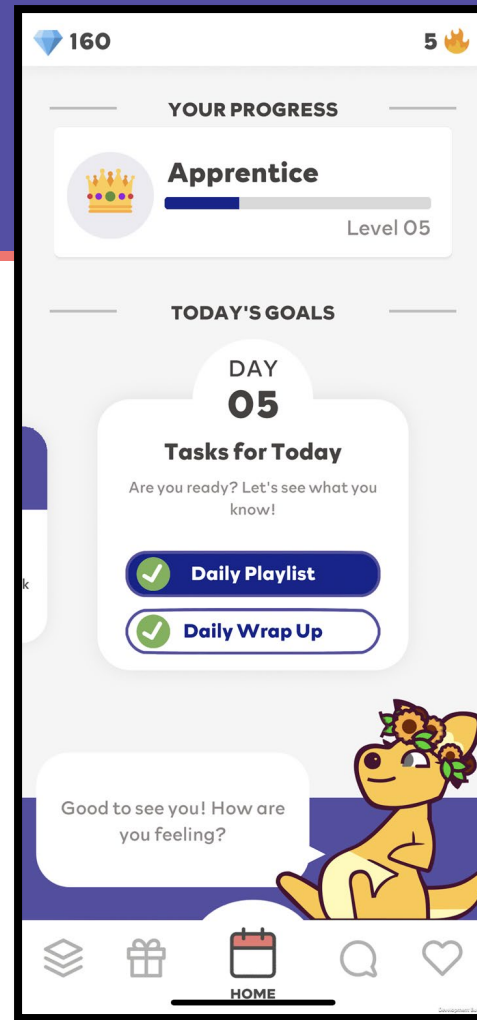 160
5
YOUR PROGRESS
Apprentice
Level 05
TODAY'S GOALS
DAY
05
Tasks for Today
Are you ready? Let's see what you
know!
k
Daily Playlist
Daily Wrap Up
Good to see you! How are
you feeling?
HOME